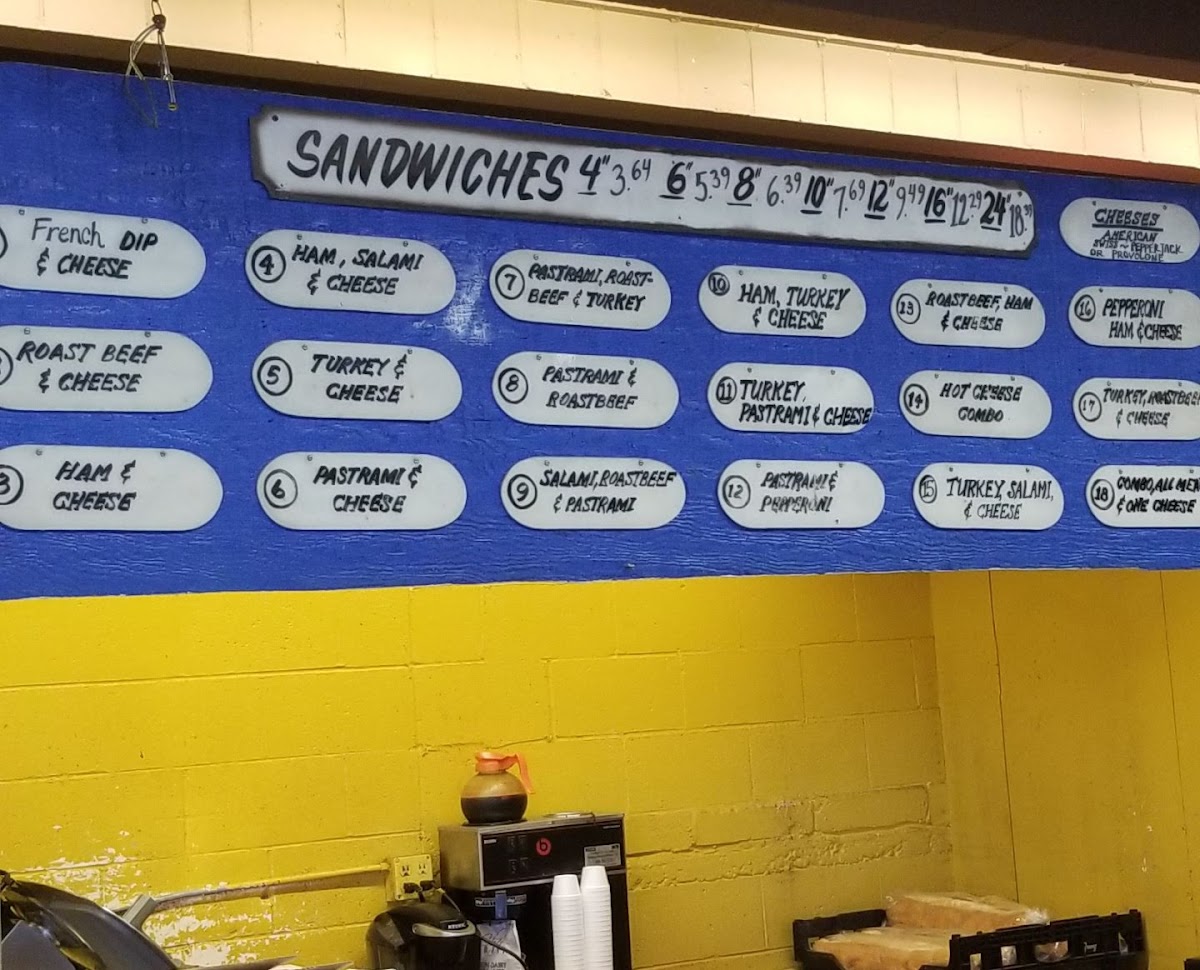 SANDWICHES 4" 3.64 6" 5.39 8" 6.39 10" 7.69 12" 9.49 16" 12.29 24" 18.39
CHEESES
AMERICAN
SWISS ~ PEPPERJACK
OR PROVOLONE
French DIP
& CHEESE
ROAST BEEF
& CHEESE
3 HAM &
CHEESE
4 HAM, SALAMI
& CHEESE
5 TURKEY &
CHEESE
6 PASTRAMI &
CHEESE
7 PASTRAMI, ROAST-
BEEF & TURKEY
8 PASTRAMI &
ROASTBEEF
9 SALAMI, ROASTBEEF
& PASTRAMI
10 HAM, TURKEY
& CHEESE
11 TURKEY,
PASTRAMI & CHEESE
12 PASTRAMI &
PEPPERONI
13 ROASTBEEF, HAM
& CHEESE
14 HOT CHEESE
COMBO
15 TURKEY, SALAMI,
& CHEESE
16 PEPPERONI
HAM & CHEESE
17 TURKEY, ROASTBEEF
& CHEESE
18 COMBO, ALL MEA
& ONE CHEESE
KEURIG